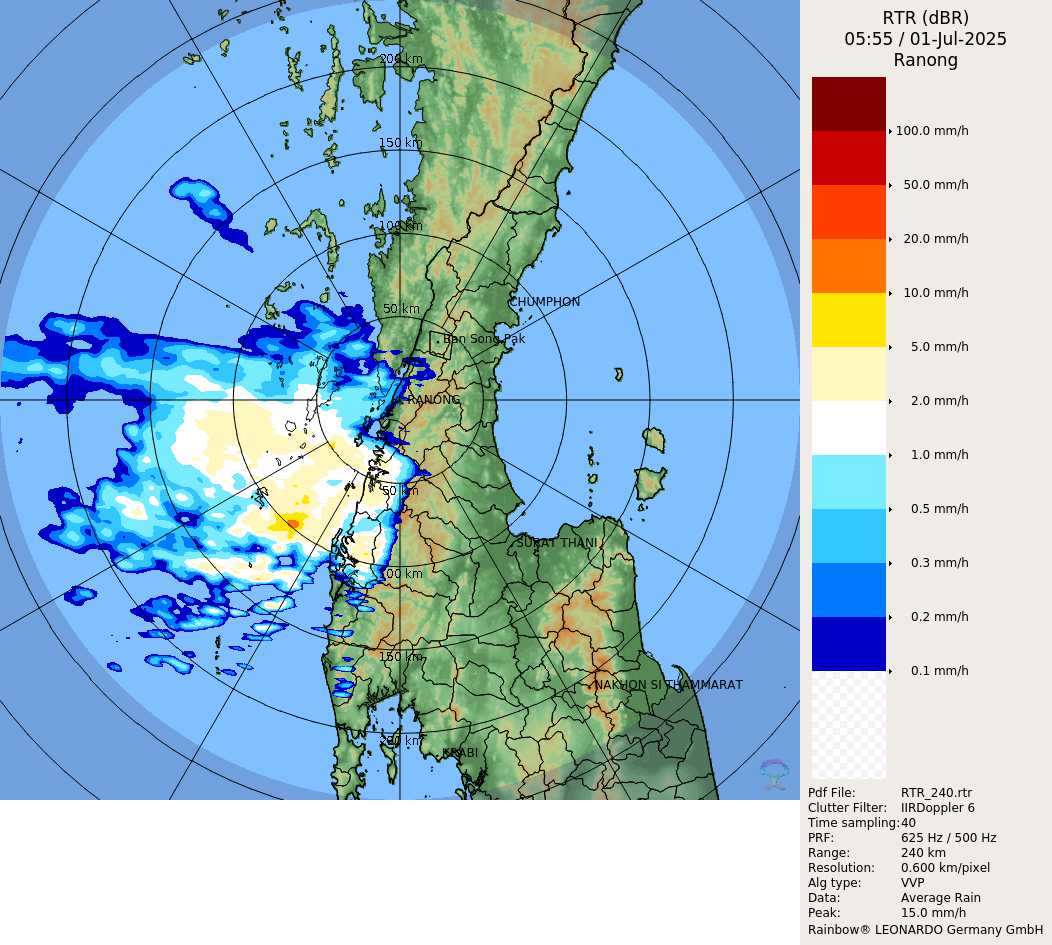 RTR (dBR)
05:55 / 01-Jul-2025
Ranong
200 km
150 km
100 km
50 km
CHUMPHON
Ban Song Pak
RANONG
50 km
SURAT THANI
100 km
150 km
NAKHON SI THAMMARAT
200 km
KRABI
100.0 mm/h
50.0 mm/h
20.0 mm/h
10.0 mm/h
5.0 mm/h
2.0 mm/h
1.0 mm/h
0.5 mm/h
0.3 mm/h
0.2 mm/h
0.1 mm/h
Pdf File: RTR_240.rtr
Clutter Filter: IIRDoppler 6
Time sampling: 40
PRF: 625 Hz / 500 Hz
Range: 240 km
Resolution: 0.600 km/pixel
Alg type: VVP
Data: Average Rain
Peak: 15.0 mm/h
Rainbow® LEONARDO Germany GmbH